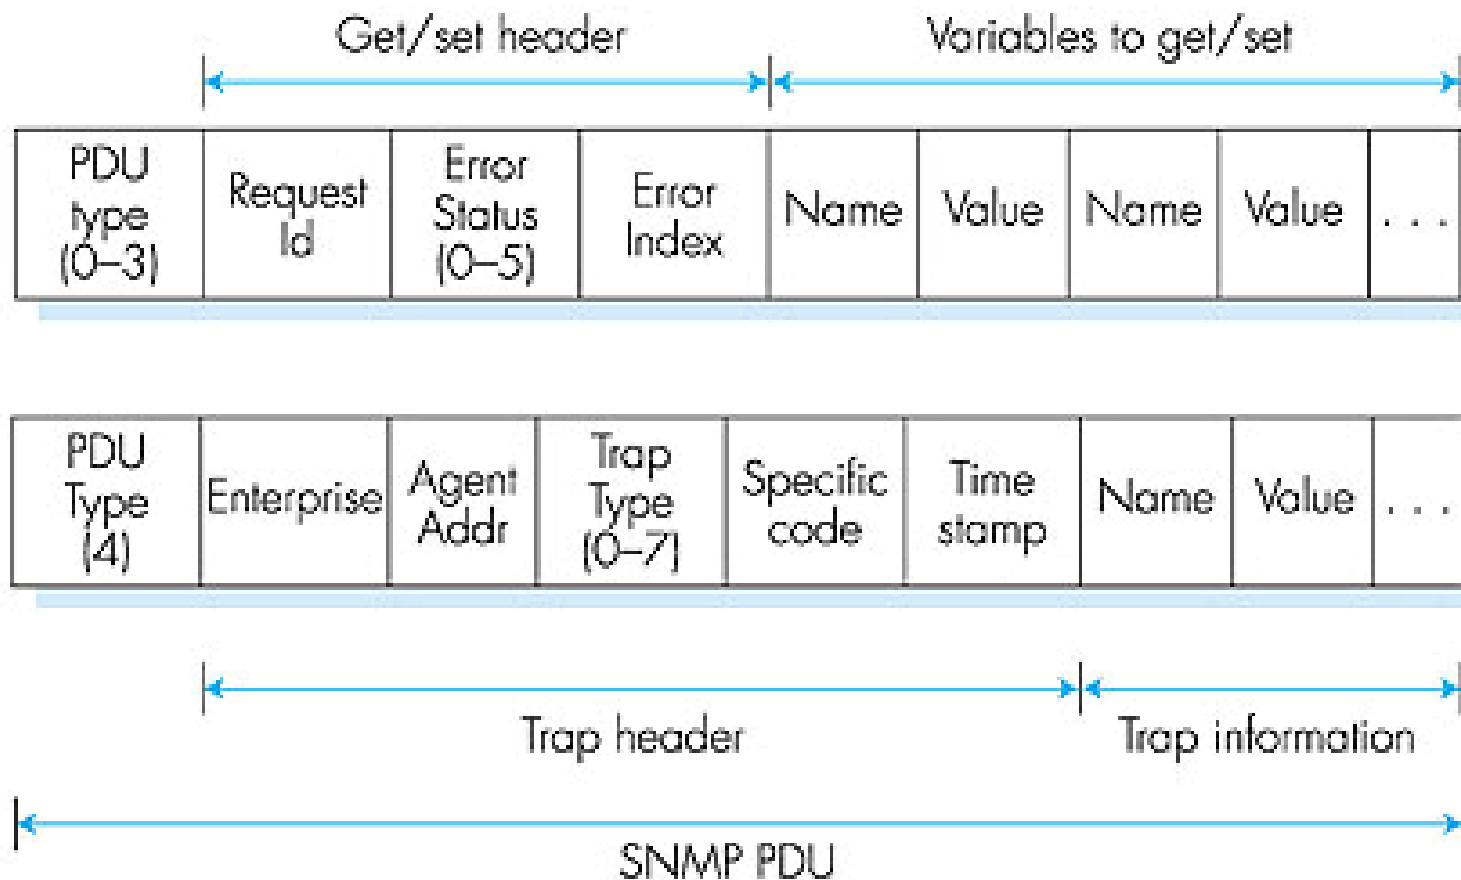 Get/set header
Variables to get/set
PDU
type
(0–3)
Request
Id
Error
Status
(0–5)
Error
Index
Name
Value
Name
Value
. . .
PDU
Type
(4)
Enterprise
Agent
Addr
Trap
Type
(0–7)
Specific
code
Time
stamp
Name
Value
. . .
Trap header
Trap information
SNMP PDU